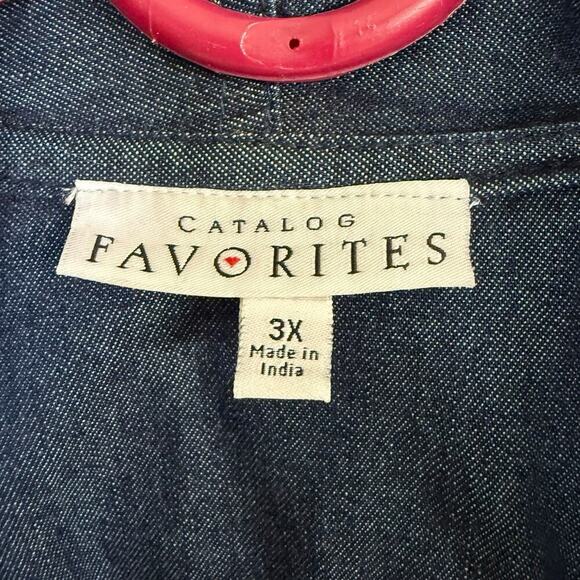 CATALOG
FAVORITES
3X
Made in
India